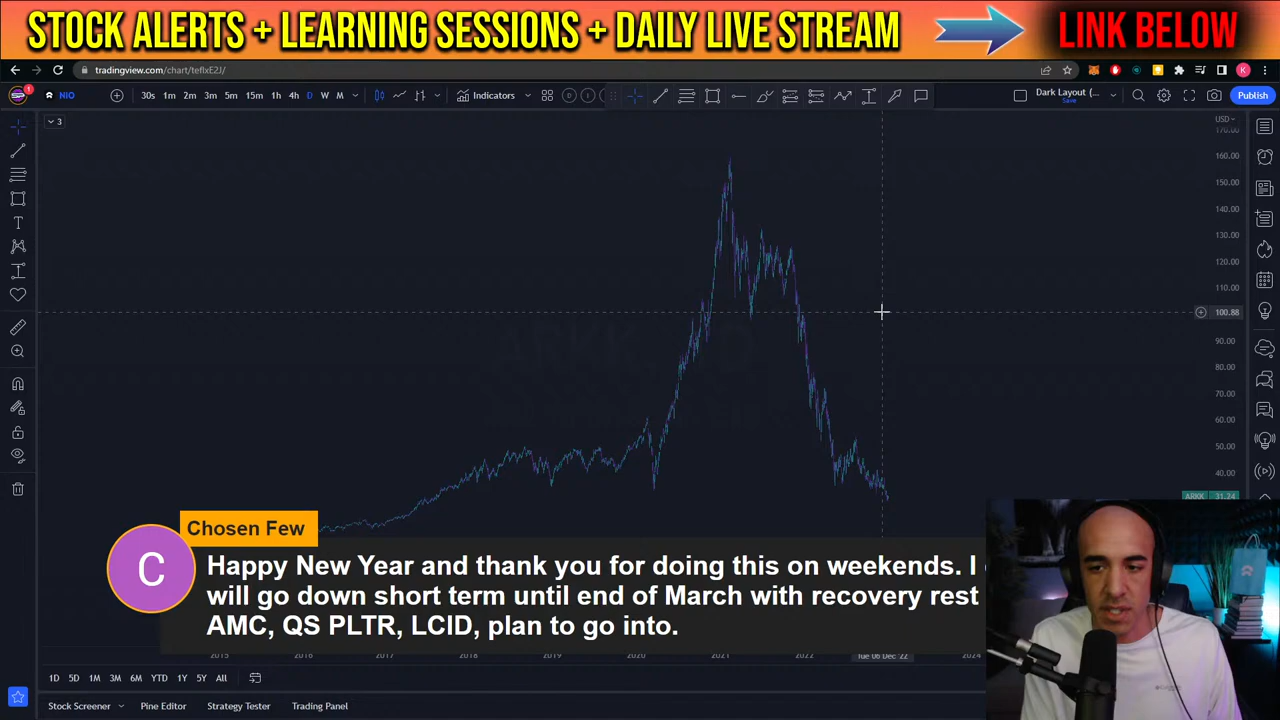 STOCK ALERTS + LEARNING SESSIONS + DAILY LIVE STREAM
LINK BELOW
tradingview.com/chart/teflxE2J/
1
NIO
30s 1m 2m 3m 5m 15m 1h 4h D W M
Indicators
Dark Layout (...
Save
Publish
3
USD
170.00
160.00
150.00
140.00
130.00
120.00
110.00
100.88
90.00
80.00
70.00
60.00
50.00
40.00
ARKK 31.24
Chosen Few
C
Happy New Year and thank you for doing this on weekends. I
will go down short term until end of March with recovery rest
AMC, QS PLTR, LCID, plan to go into.
2015 2016 2017 2018 2019 2020 2021 2022 Tue 06 Dec '22 2024
1D 5D 1M 3M 6M YTD 1Y 5Y All
Stock Screener Pine Editor Strategy Tester Trading Panel